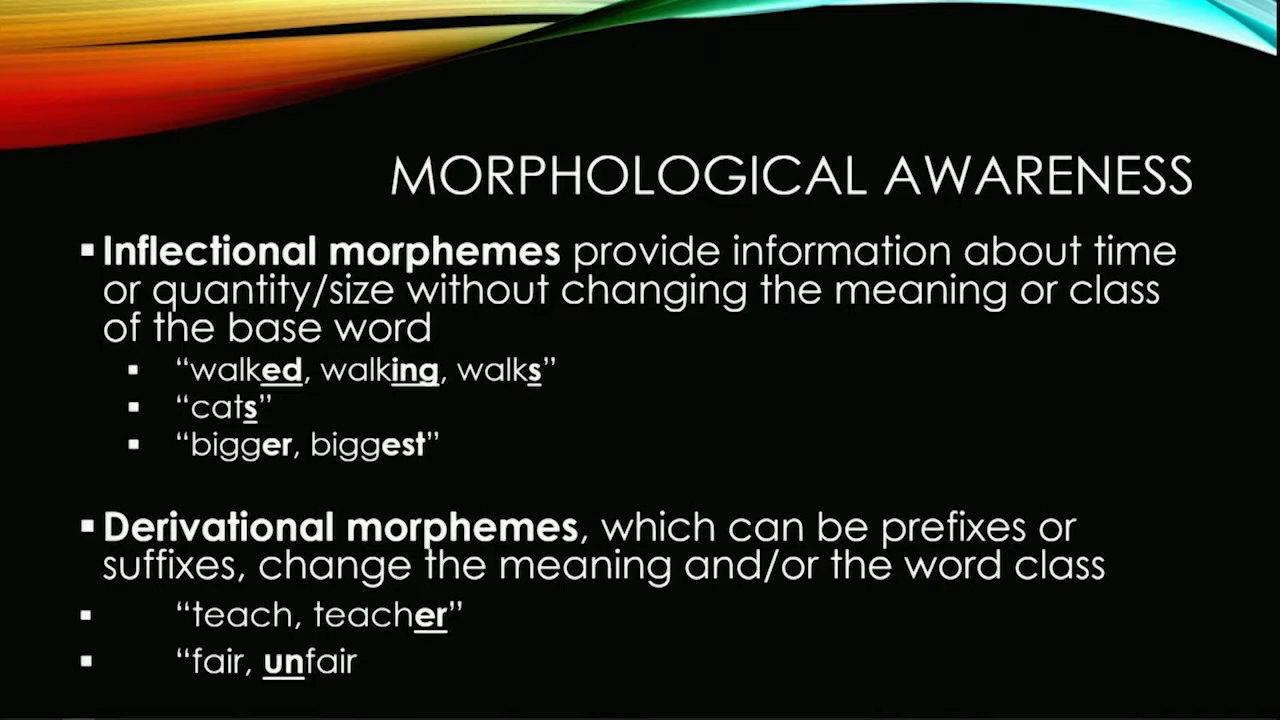 MORPHOLOGICAL AWARENESS
▪ Inflectional morphemes provide information about time
or quantity/size without changing the meaning or class
of the base word
▪ “walked, walking, walks”
▪ “cats”
▪ “bigger, biggest”
▪ Derivational morphemes, which can be prefixes or
suffixes, change the meaning and/or the word class
▪ “teach, teacher”
▪ “fair, unfair